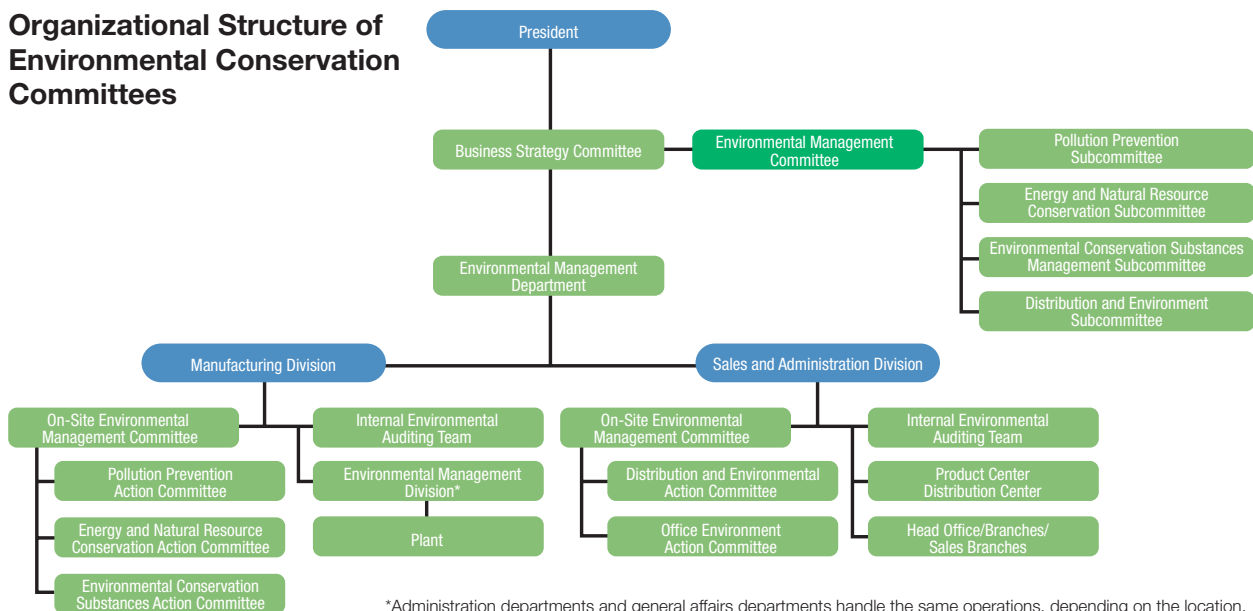 Organizational Structure of
Environmental Conservation
Committees
President
Business Strategy Committee
Environmental Management
Committee
Pollution Prevention
Subcommittee
Energy and Natural Resource
Conservation Subcommittee
Environmental Conservation Substances
Management Subcommittee
Distribution and Environment
Subcommittee
Environmental Management
Department
Manufacturing Division
Sales and Administration Division
On-Site Environmental
Management Committee
Pollution Prevention
Action Committee
Energy and Natural Resource
Conservation Action Committee
Environmental Conservation
Substances Action Committee
Internal Environmental
Auditing Team
Environmental Management
Division*
Plant
On-Site Environmental
Management Committee
Distribution and Environmental
Action Committee
Office Environment
Action Committee
Internal Environmental
Auditing Team
Product Center
Distribution Center
Head Office/Branches/
Sales Branches
*Administration departments and general affairs departments handle the same operations, depending on the location.